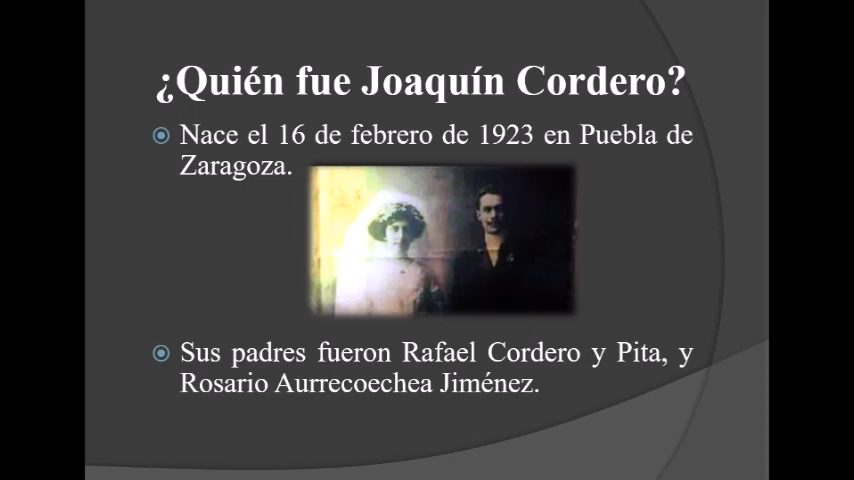 ¿Quién fue Joaquín Cordero?
Nace el 16 de febrero de 1923 en Puebla de
Zaragoza.
Sus padres fueron Rafael Cordero y Pita, y
Rosario Aurrecoechea Jiménez.